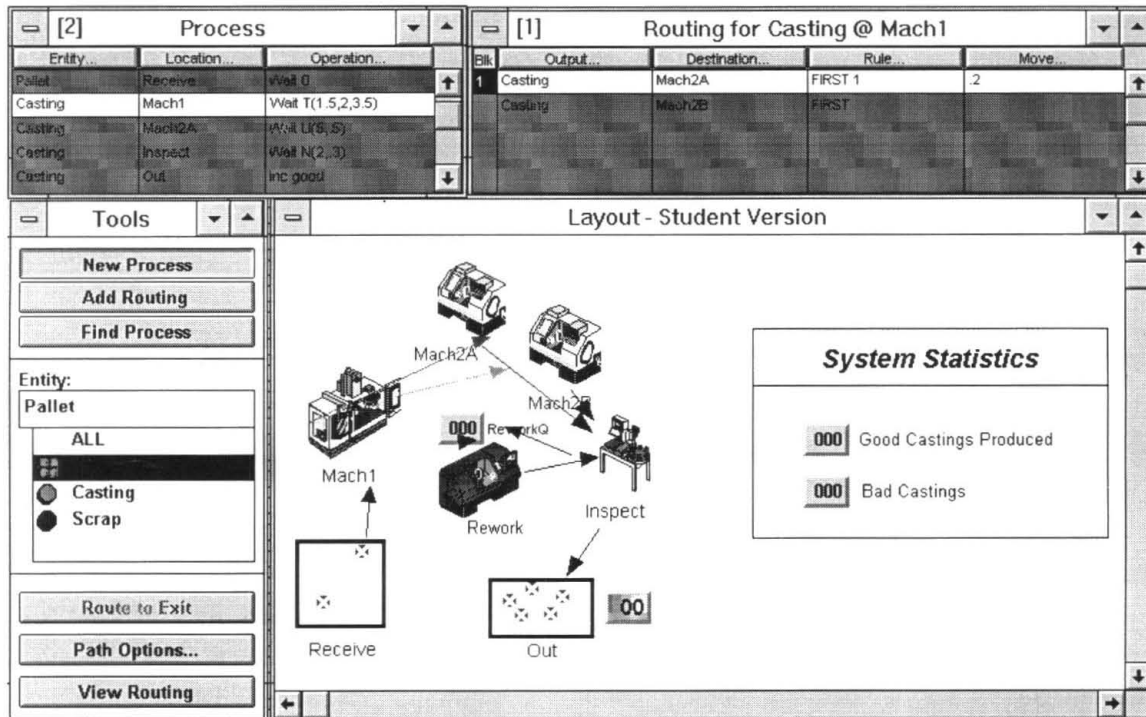 [2] Process
Entity... Location... Operation...
Pallet Receive Wait 0
Casting Mach1 Wait T(1.5,2,3.5)
Casting Mach2A Wait U(5,.5)
Casting Inspect Wait N(2,.3)
Casting Out inc good
[1] Routing for Casting @ Mach1
Blk Output... Destination... Rule... Move...
1 Casting Mach2A FIRST 1 .2
Casting Mach2B FIRST
Tools
New Process
Add Routing
Find Process
Entity:
Pallet
ALL
Casting
Scrap
Route to Exit
Path Options...
View Routing
Layout - Student Version
Mach2A
Mach2B
000 ReworkQ
Mach1
Rework
Inspect
Receive
Out
00
System Statistics
000 Good Castings Produced
000 Bad Castings